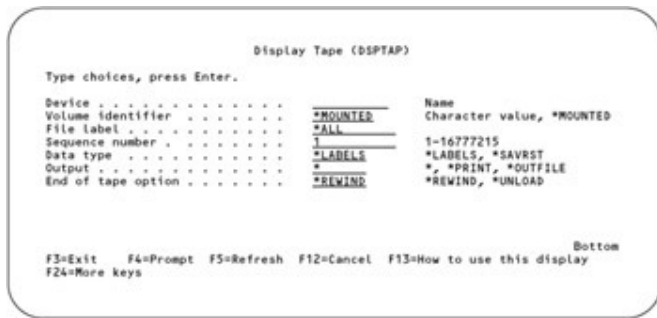 Display Tape (DSPTAP)
Type choices, press Enter.
Device . . . . . . . . . . . . . ________ Name
Volume identifier . . . . . . . *MOUNTED Character value, *MOUNTED
File label . . . . . . . . . . . *ALL
Sequence number . . . . . . . . 1 1-16777215
Data type . . . . . . . . . . . *LABELS *LABELS, *SAVRST
Output . . . . . . . . . . . . . * *, *PRINT, *OUTFILE
End of tape option . . . . . . . *REWIND *REWIND, *UNLOAD
Bottom
F3=Exit F4=Prompt F5=Refresh F12=Cancel F13=How to use this display
F24=More keys